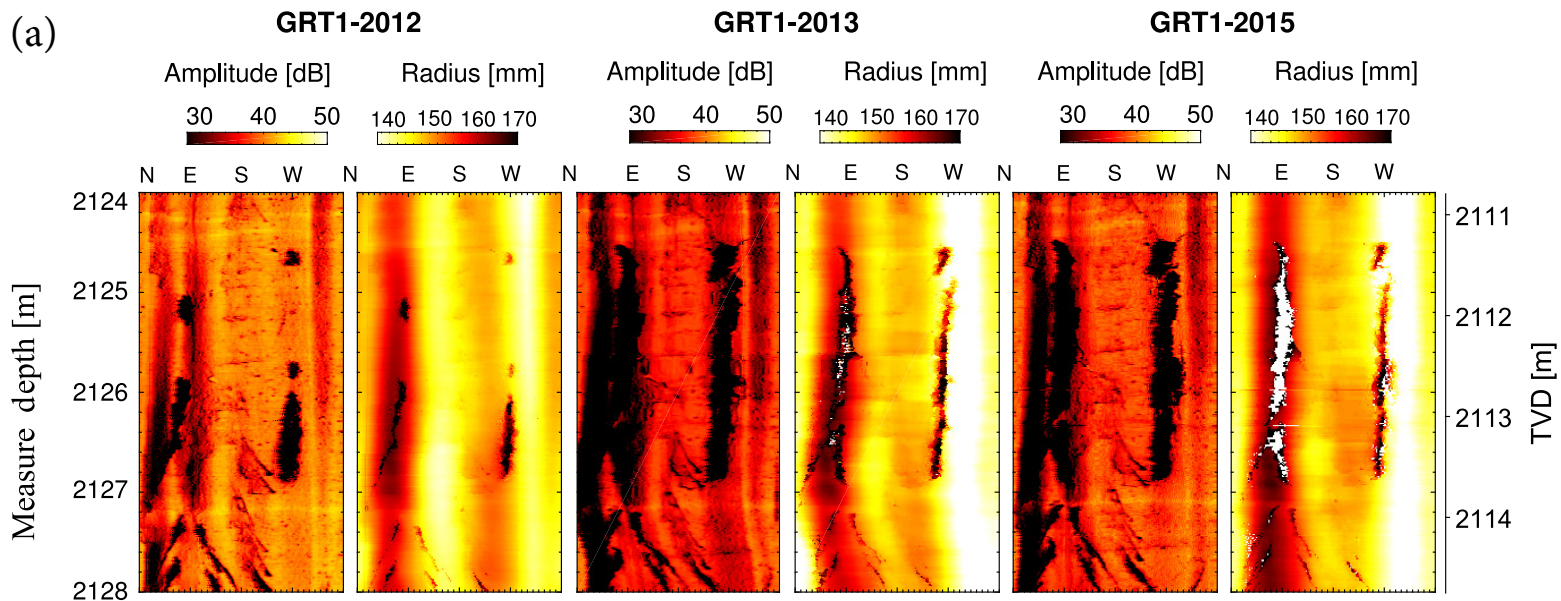 (a)
GRT1-2012 GRT1-2013 GRT1-2015
Amplitude [dB] Radius [mm] Amplitude [dB] Radius [mm] Amplitude [dB] Radius [mm]
30 40 50 140 150 160 170 30 40 50 140 150 160 170 30 40 50 140 150 160 170
N E S W N E S W N E S W N E S W N E S W N E S W
2124
2125
2126
2127
2128
Measure depth [m]
2111
2112
2113
2114
TVD [m]